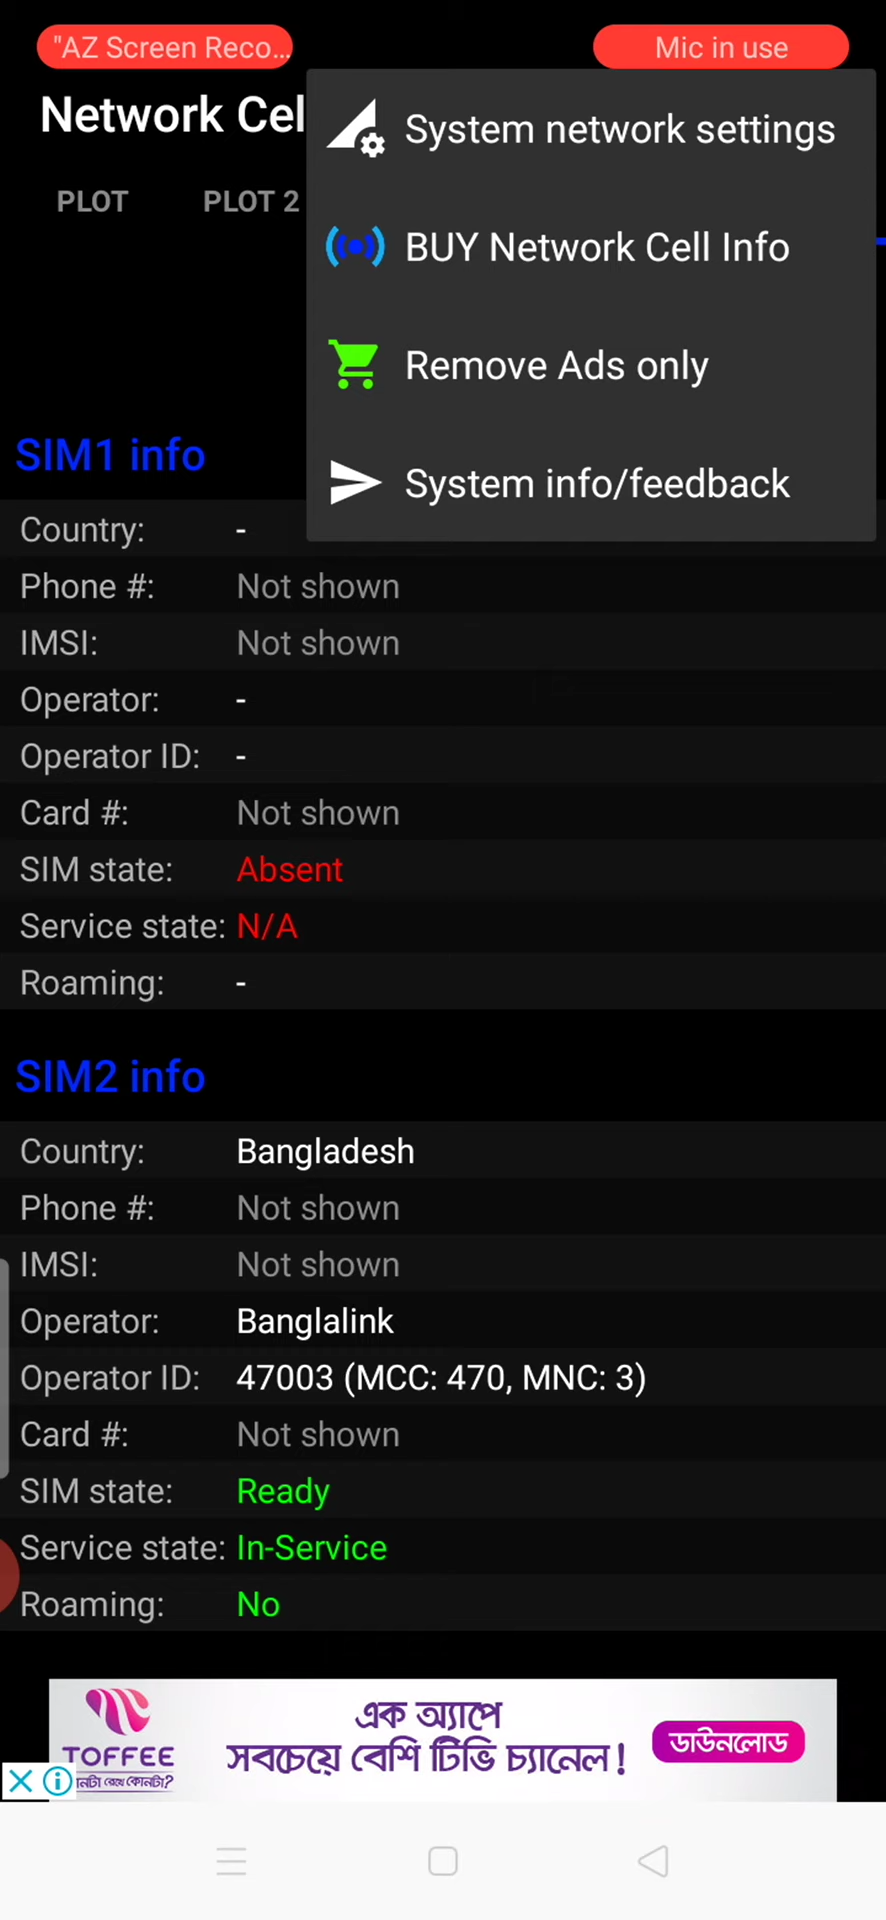 "AZ Screen Reco...
Mic in use
Network Cel
PLOT
PLOT 2
System network settings
BUY Network Cell Info
Remove Ads only
System info/feedback
SIM1 info
Country: -
Phone #: Not shown
IMSI: Not shown
Operator: -
Operator ID: -
Card #: Not shown
SIM state: Absent
Service state: N/A
Roaming: -
SIM2 info
Country: Bangladesh
Phone #: Not shown
IMSI: Not shown
Operator: Banglalink
Operator ID: 47003 (MCC: 470, MNC: 3)
Card #: Not shown
SIM state: Ready
Service state: In-Service
Roaming: No
TOFFEE
কোনটা?
এক অ্যাপে
সবচেয়ে বেশি টিভি চ্যানেল!
ডাউনলোড